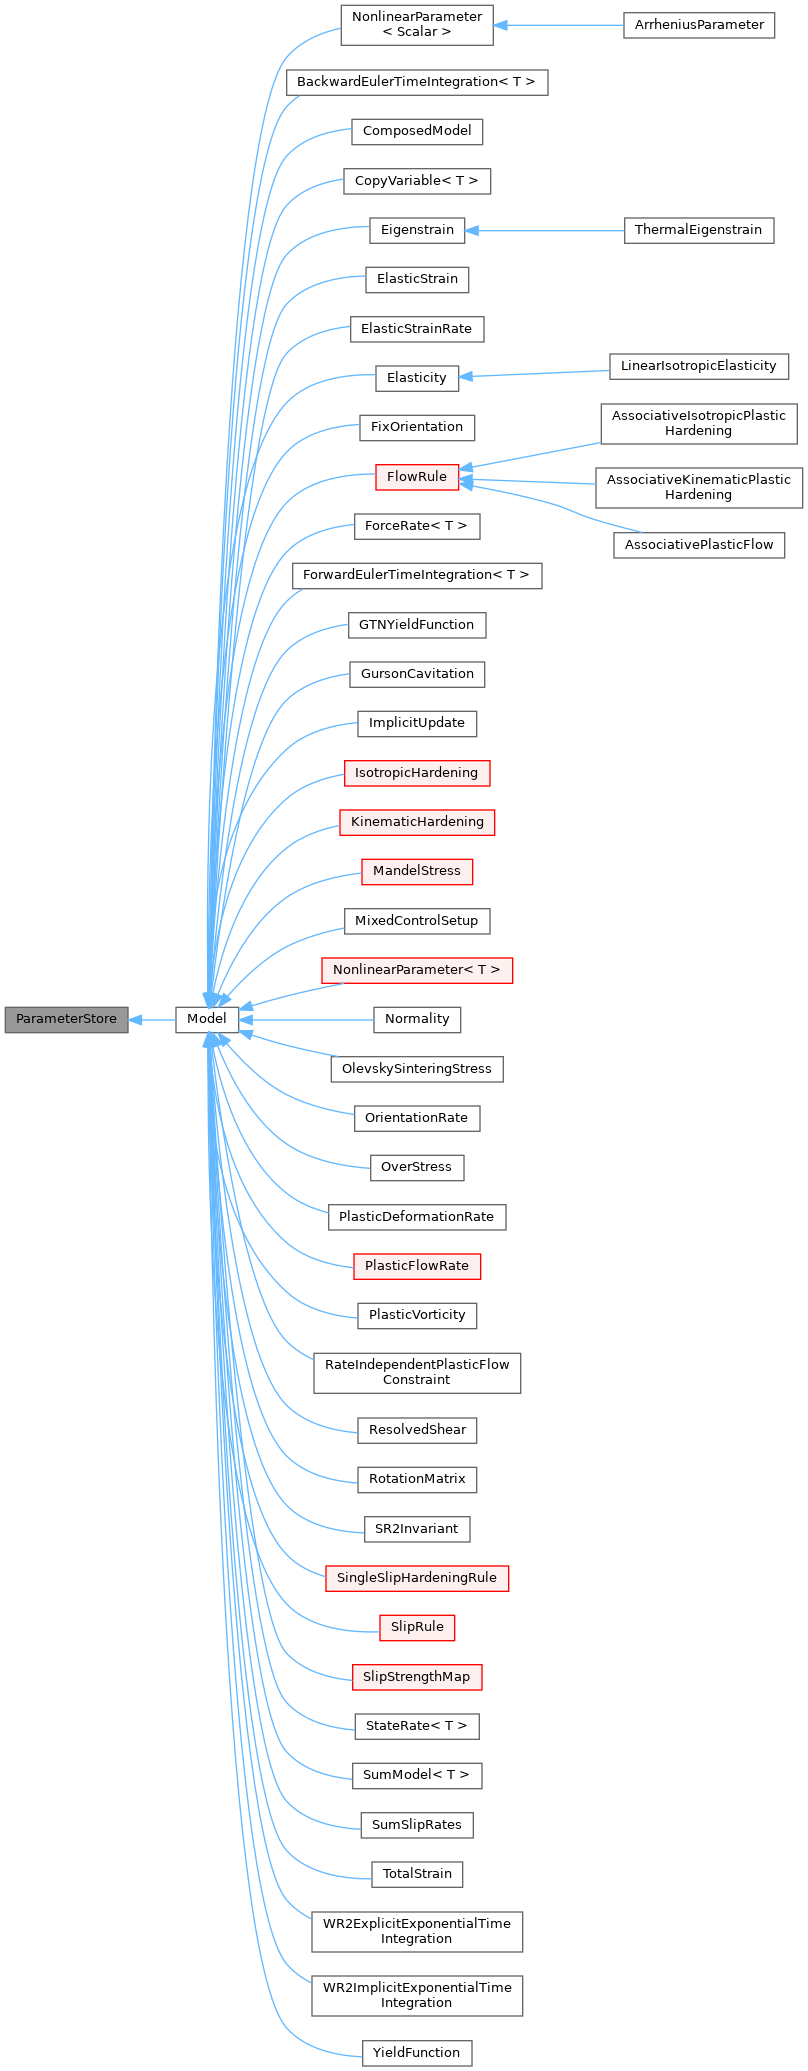 NonlinearParameter
< Scalar >
ArrheniusParameter
BackwardEulerTimeIntegration< T >
ComposedModel
CopyVariable< T >
Eigenstrain
ThermalEigenstrain
ElasticStrain
ElasticStrainRate
Elasticity
LinearIsotropicElasticity
FixOrientation
AssociativeIsotropicPlastic
Hardening
FlowRule
AssociativeKinematicPlastic
Hardening
ForceRate< T >
AssociativePlasticFlow
ForwardEulerTimeIntegration< T >
GTNYieldFunction
GursonCavitation
ImplicitUpdate
IsotropicHardening
KinematicHardening
MandelStress
MixedControlSetup
NonlinearParameter< T >
ParameterStore
Model
Normality
OlevskySinteringStress
OrientationRate
OverStress
PlasticDeformationRate
PlasticFlowRate
PlasticVorticity
RateIndependentPlasticFlow
Constraint
ResolvedShear
RotationMatrix
SR2Invariant
SingleSlipHardeningRule
SlipRule
SlipStrengthMap
StateRate< T >
SumModel< T >
SumSlipRates
TotalStrain
WR2ExplicitExponentialTime
Integration
WR2ImplicitExponentialTime
Integration
YieldFunction